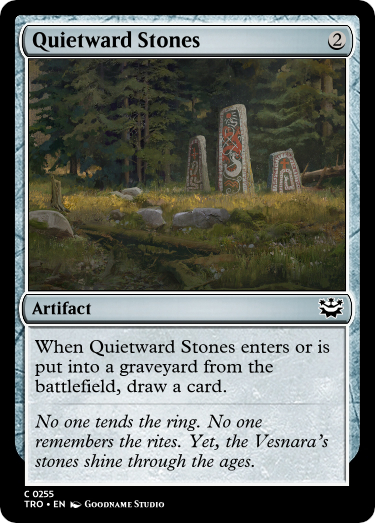 Quietward Stones 2
Artifact
When Quietward Stones enters or is
put into a graveyard from the
battlefield, draw a card.
No one tends the ring. No one
remembers the rites. Yet, the Vesnara's
stones shine through the ages.
C 0255
TRO • EN Goodname Studio